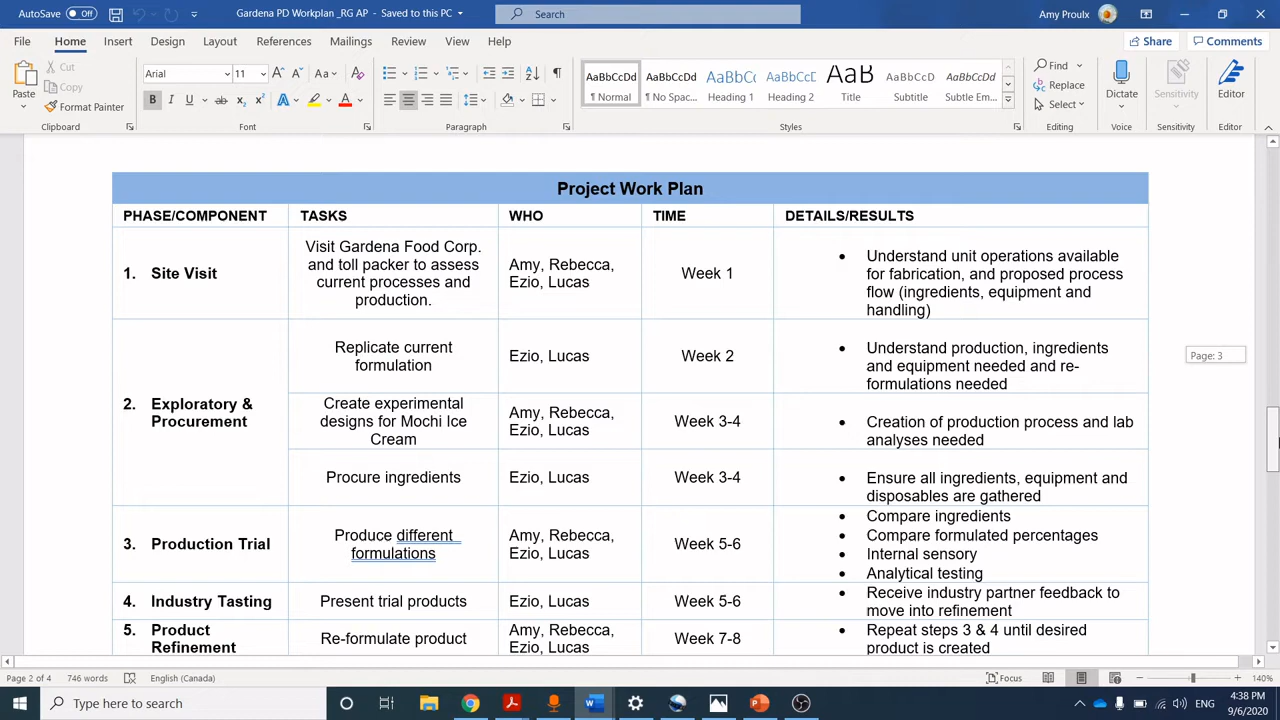 AutoSave Off Gardena PD Workplan _RG AP - Saved to this PC Search Amy Proulx
File Home Insert Design Layout References Mailings Review View Help Share Comments
Paste Cut Copy Format Painter
Arial 11
AaBbCcDd AaBbCcDd AaBbCc AaBbCcD AaB AaBbCcD AaBbCcDd
¶ Normal ¶ No Spac... Heading 1 Heading 2 Title Subtitle Subtle Em...
Find Replace Select
Dictate Sensitivity Editor
Clipboard Font Paragraph Styles Editing Voice Sensitivity Editor
Project Work Plan
PHASE/COMPONENT TASKS WHO TIME DETAILS/RESULTS
1. Site Visit
Visit Gardena Food Corp.
and toll packer to assess
current processes and
production.
Amy, Rebecca,
Ezio, Lucas
Week 1
• Understand unit operations available
for fabrication, and proposed process
flow (ingredients, equipment and
handling)
2. Exploratory &
Procurement
Replicate current
formulation
Ezio, Lucas
Week 2
• Understand production, ingredients
and equipment needed and re-
formulations needed
Create experimental
designs for Mochi Ice
Cream
Amy, Rebecca,
Ezio, Lucas
Week 3-4
• Creation of production process and lab
analyses needed
Procure ingredients
Ezio, Lucas
Week 3-4
• Ensure all ingredients, equipment and
disposables are gathered
3. Production Trial
Produce different
formulations
Amy, Rebecca,
Ezio, Lucas
Week 5-6
• Compare ingredients
• Compare formulated percentages
• Internal sensory
• Analytical testing
4. Industry Tasting
Present trial products
Ezio, Lucas
Week 5-6
• Receive industry partner feedback to
move into refinement
5. Product
Refinement
Re-formulate product
Amy, Rebecca,
Ezio, Lucas
Week 7-8
• Repeat steps 3 & 4 until desired
product is created
Page: 3
Page 2 of 4 746 words English (Canada) Focus 140%
Type here to search
4:38 PM
9/6/2020